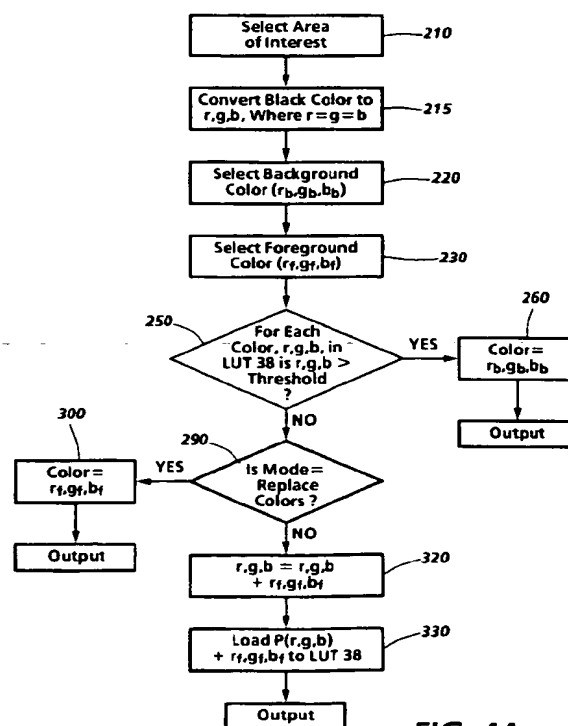 Select Area
of Interest
210
Convert Black Color to
r,g,b, Where r=g=b
215
Select Background
Color (rb,gb,bb)
220
Select Foreground
Color (rf,gf,bf)
230
250
For Each
Color, r,g,b, in
LUT 38 is r,g,b >
Threshold
?
YES
260
Color=
rb,gb,bb
Output
NO
300
290
Is Mode=
Replace
Colors ?
YES
Color=
rf,gf,bf
Output
NO
r,g,b = r,g,b
+ rf,gf,bf
320
Load P(r,g,b)
+ rf,gf,bf to LUT 38
330
Output